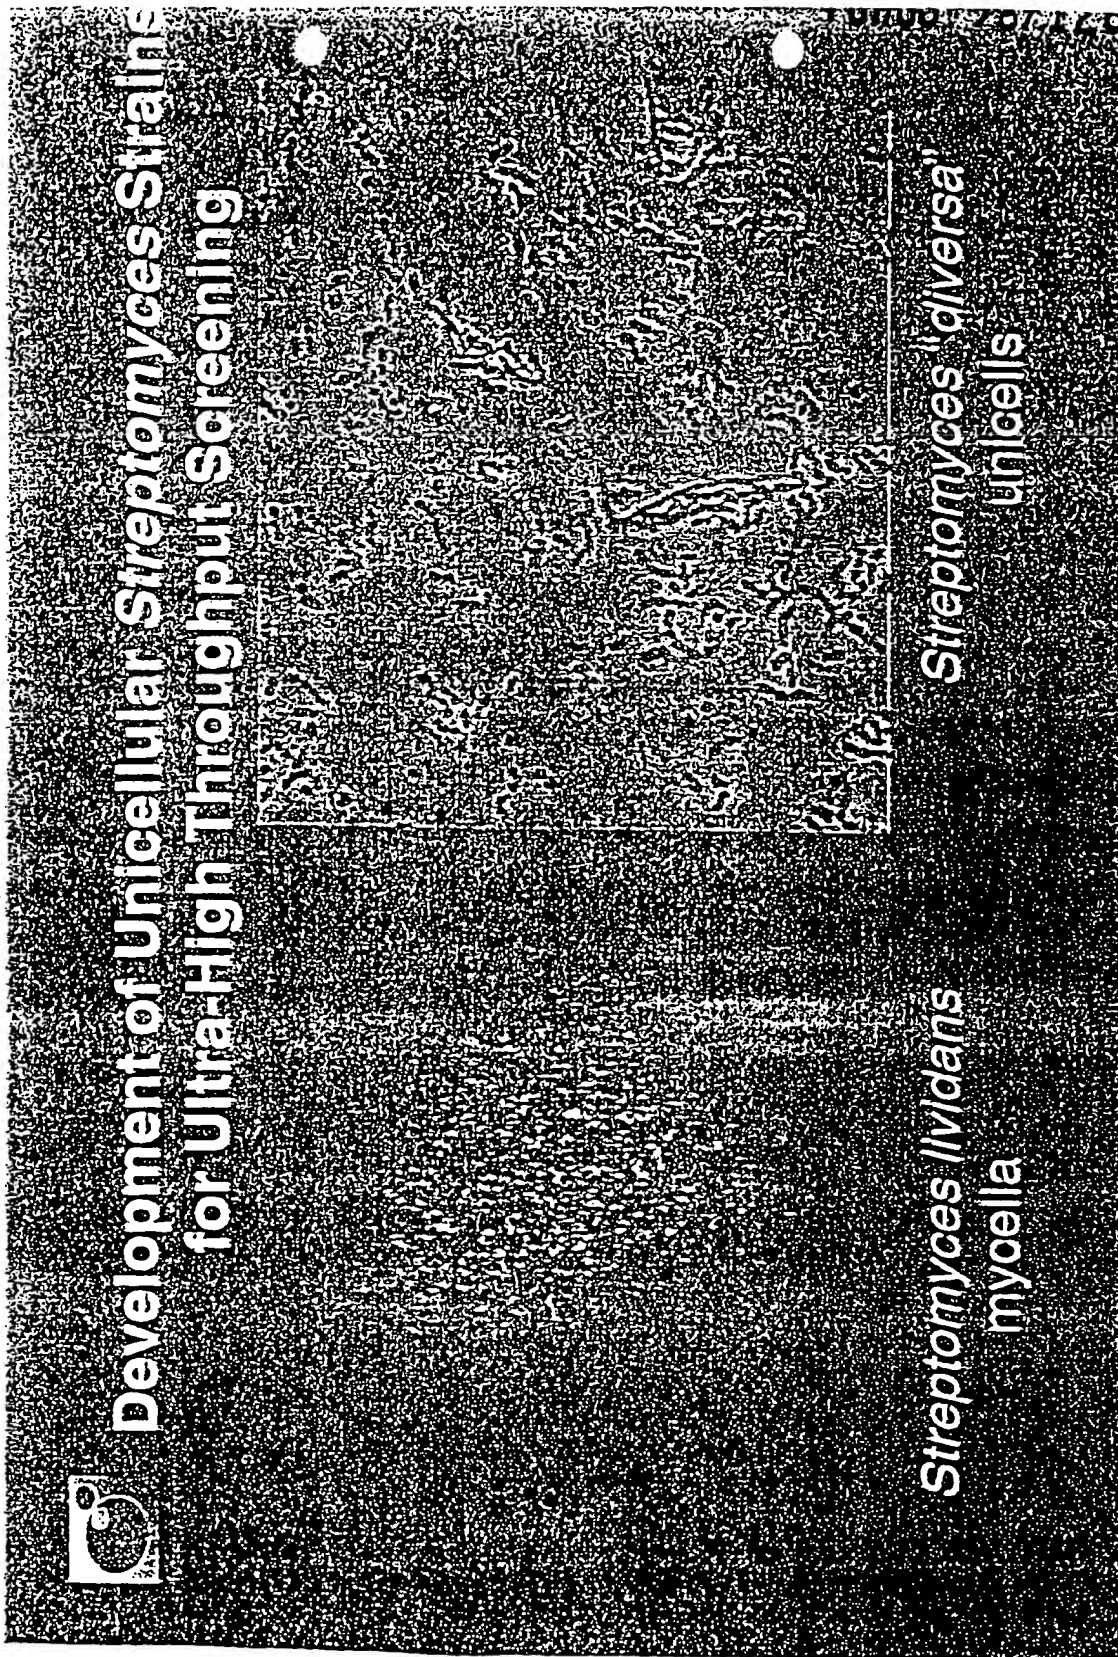 Development of Unicellular Streptomyces Strains
for Ultra-High Throughput Screening
Streptomyces lividans
mycelia
Streptomyces "diversa"
unicells